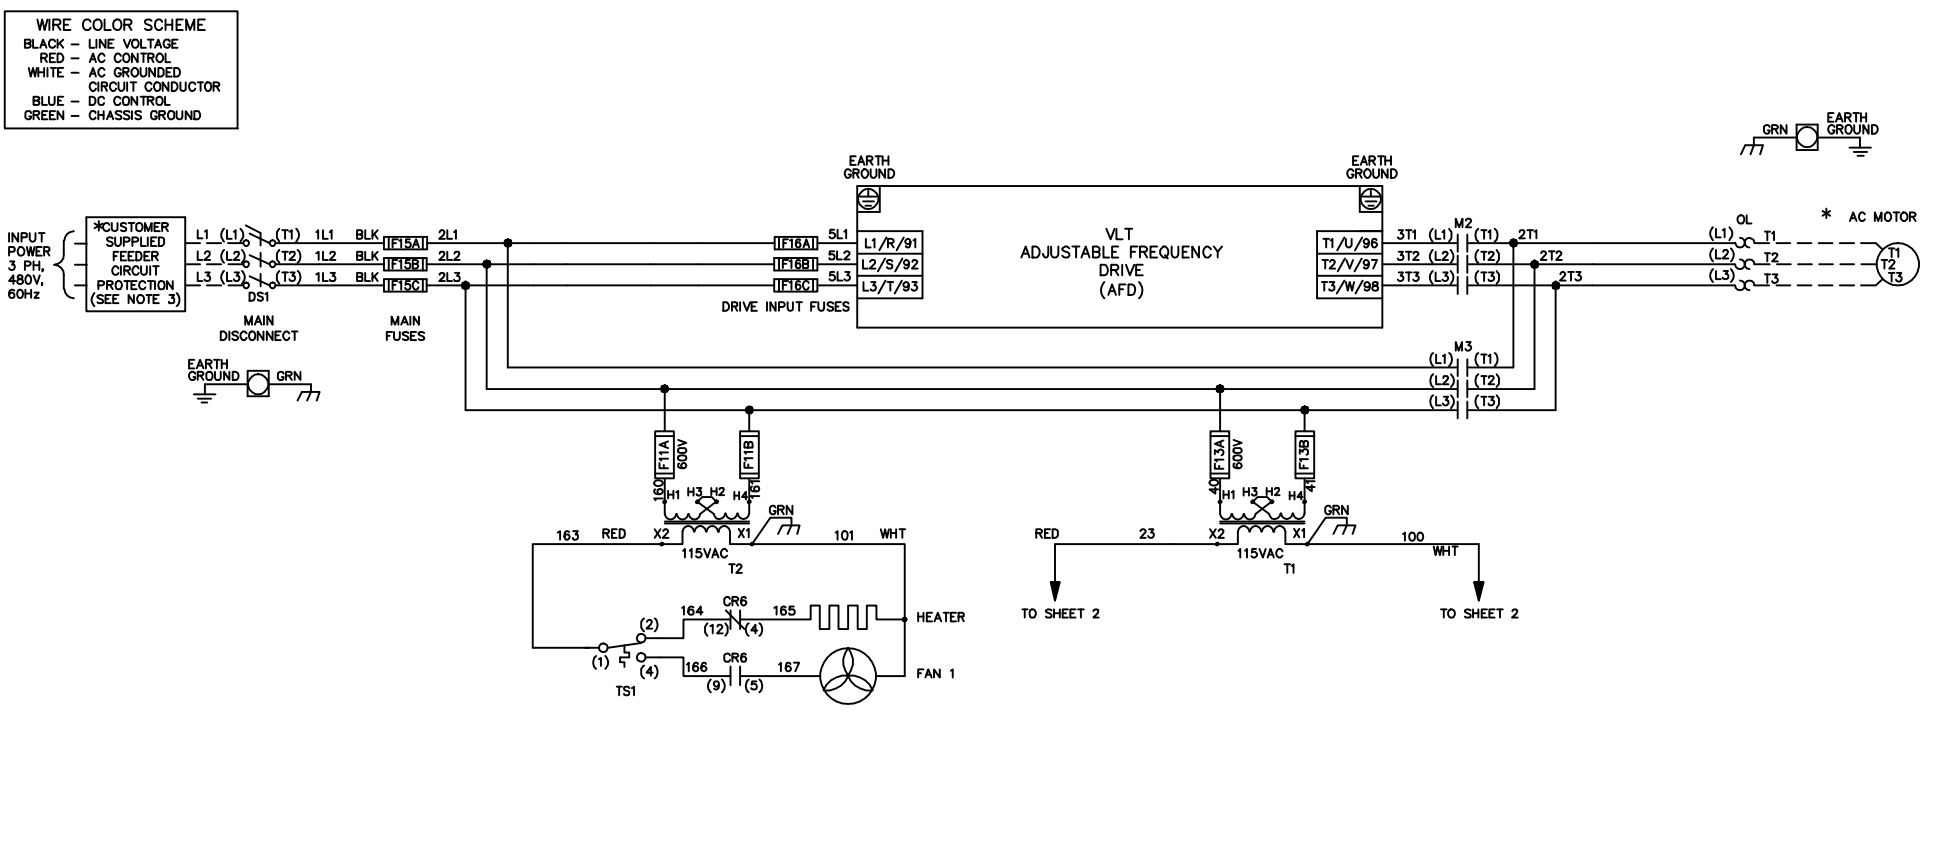 WIRE COLOR SCHEME
BLACK - LINE VOLTAGE
RED - AC CONTROL
WHITE - AC GROUNDED
CIRCUIT CONDUCTOR
BLUE - DC CONTROL
GREEN - CHASSIS GROUND
GRN
EARTH
GROUND
EARTH
GROUND
EARTH
GROUND
INPUT
POWER
3 PH,
480V,
60Hz
*CUSTOMER
SUPPLIED
FEEDER
CIRCUIT
PROTECTION
(SEE NOTE 3)
L1 (L1) (T1) 1L1 BLK F15A 2L1
L2 (L2) (T2) 1L2 BLK F15B 2L2
L3 (L3) (T3) 1L3 BLK F15C 2L3
DS1
MAIN
DISCONNECT
MAIN
FUSES
F16A 5L1 L1/R/91
F16B 5L2 L2/S/92
F16C 5L3 L3/T/93
DRIVE INPUT FUSES
VLT
ADJUSTABLE FREQUENCY
DRIVE
(AFD)
M2
T1/U/96 3T1 (L1) (T1) 2T1
T2/V/97 3T2 (L2) (T2) 2T2
T3/W/98 3T3 (L3) (T3) 2T3
OL
* AC MOTOR
(L1) T1 T1
(L2) T2 T2
(L3) T3 T3
M3
(L1) (T1)
(L2) (T2)
(L3) (T3)
EARTH
GROUND
GRN
F11A
600V
F11B
160
H1 H3 H2 H4
161
GRN
163 RED X2 X1 101 WHT
115VAC
T2
F13A
600V
F13B
40
H1 H3 H2 H4
41
GRN
RED 23 X2 X1 100
WHT
115VAC
T1
TO SHEET 2
TO SHEET 2
164 CR6 165
(12) (4)
HEATER
(2)
(1)
(4)
TS1
166 CR6 167
(9) (5)
FAN 1